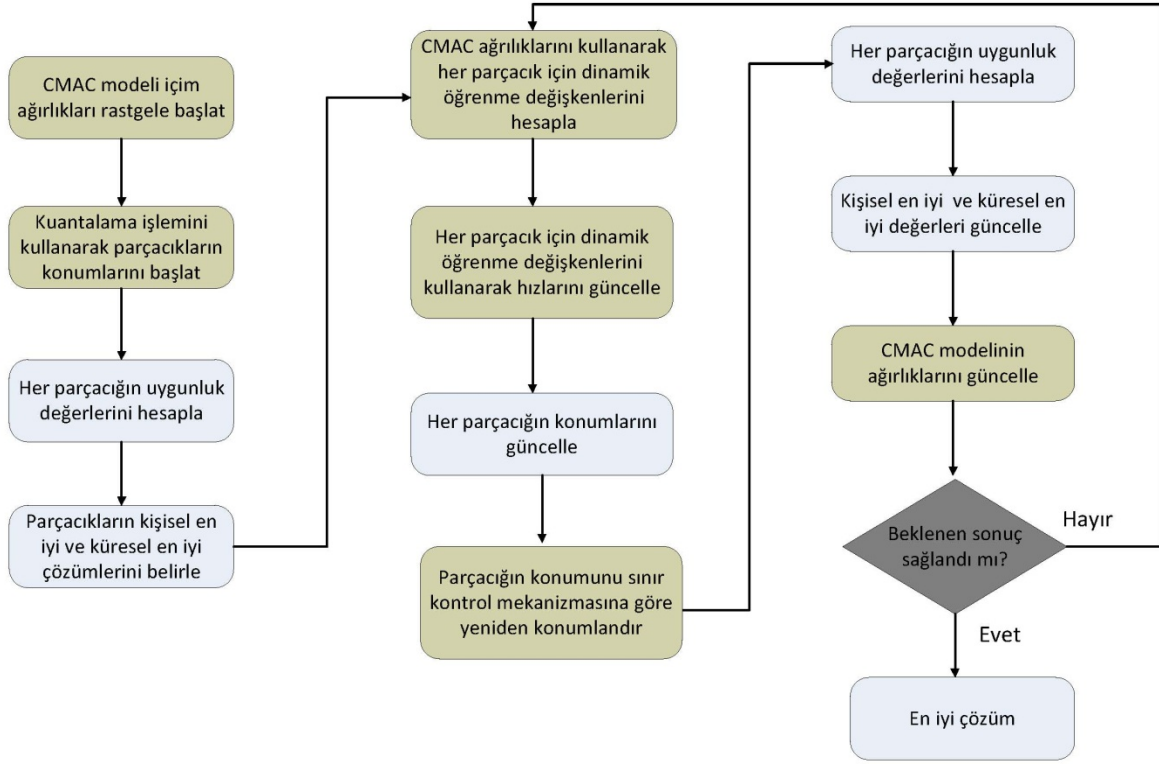 CMAC modeli içim
ağırlıkları rastgele başlat
Kuantalama işlemini
kullanarak parçacıkların
konumlarını başlat
Her parçacığın uygunluk
değerlerini hesapla
Parçacıkların kişisel en
iyi ve küresel en iyi
çözümlerini belirle
CMAC ağrılıklarını kullanarak
her parçacık için dinamik
öğrenme değişkenlerini
hesapla
Her parçacık için dinamik
öğrenme değişkenlerini
kullanarak hızlarını güncelle
Her parçacığın konumlarını
güncelle
Parçacığın konumunu sınır
kontrol mekanizmasına göre
yeniden konumlandır
Her parçacığın uygunluk
değerlerini hesapla
Kişisel en iyi ve küresel en
iyi değerleri güncelle
CMAC modelinin
ağırlıklarını güncelle
Beklenen sonuç
sağlandı mı?
Hayır
Evet
En iyi çözüm